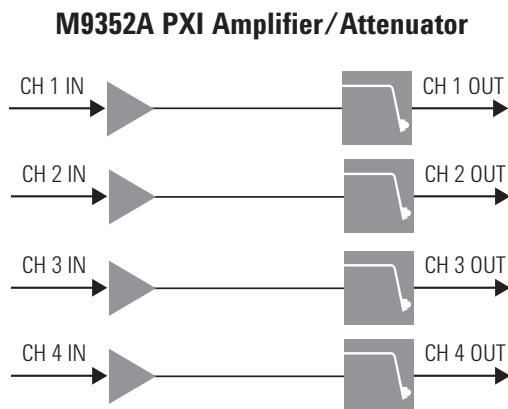 M9352A PXI Amplifier/Attenuator
CH 1 IN
CH 1 OUT
CH 2 IN
CH 2 OUT
CH 3 IN
CH 3 OUT
CH 4 IN
CH 4 OUT